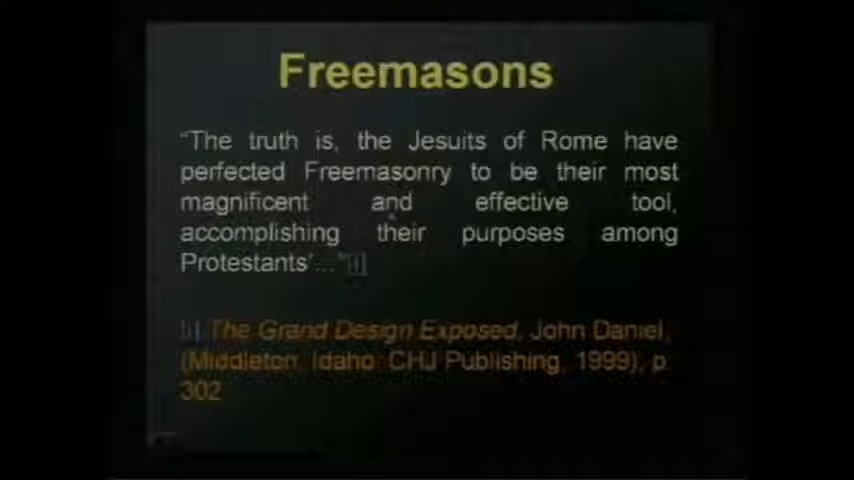 Freemasons
"The truth is, the Jesuits of Rome have
perfected Freemasonry to be their most
magnificent and effective tool,
accomplishing their purposes among
Protestants'..."[i]
[i] The Grand Design Exposed, John Daniel,
(Middleton, Idaho: CHJ Publishing, 1999), p.
302